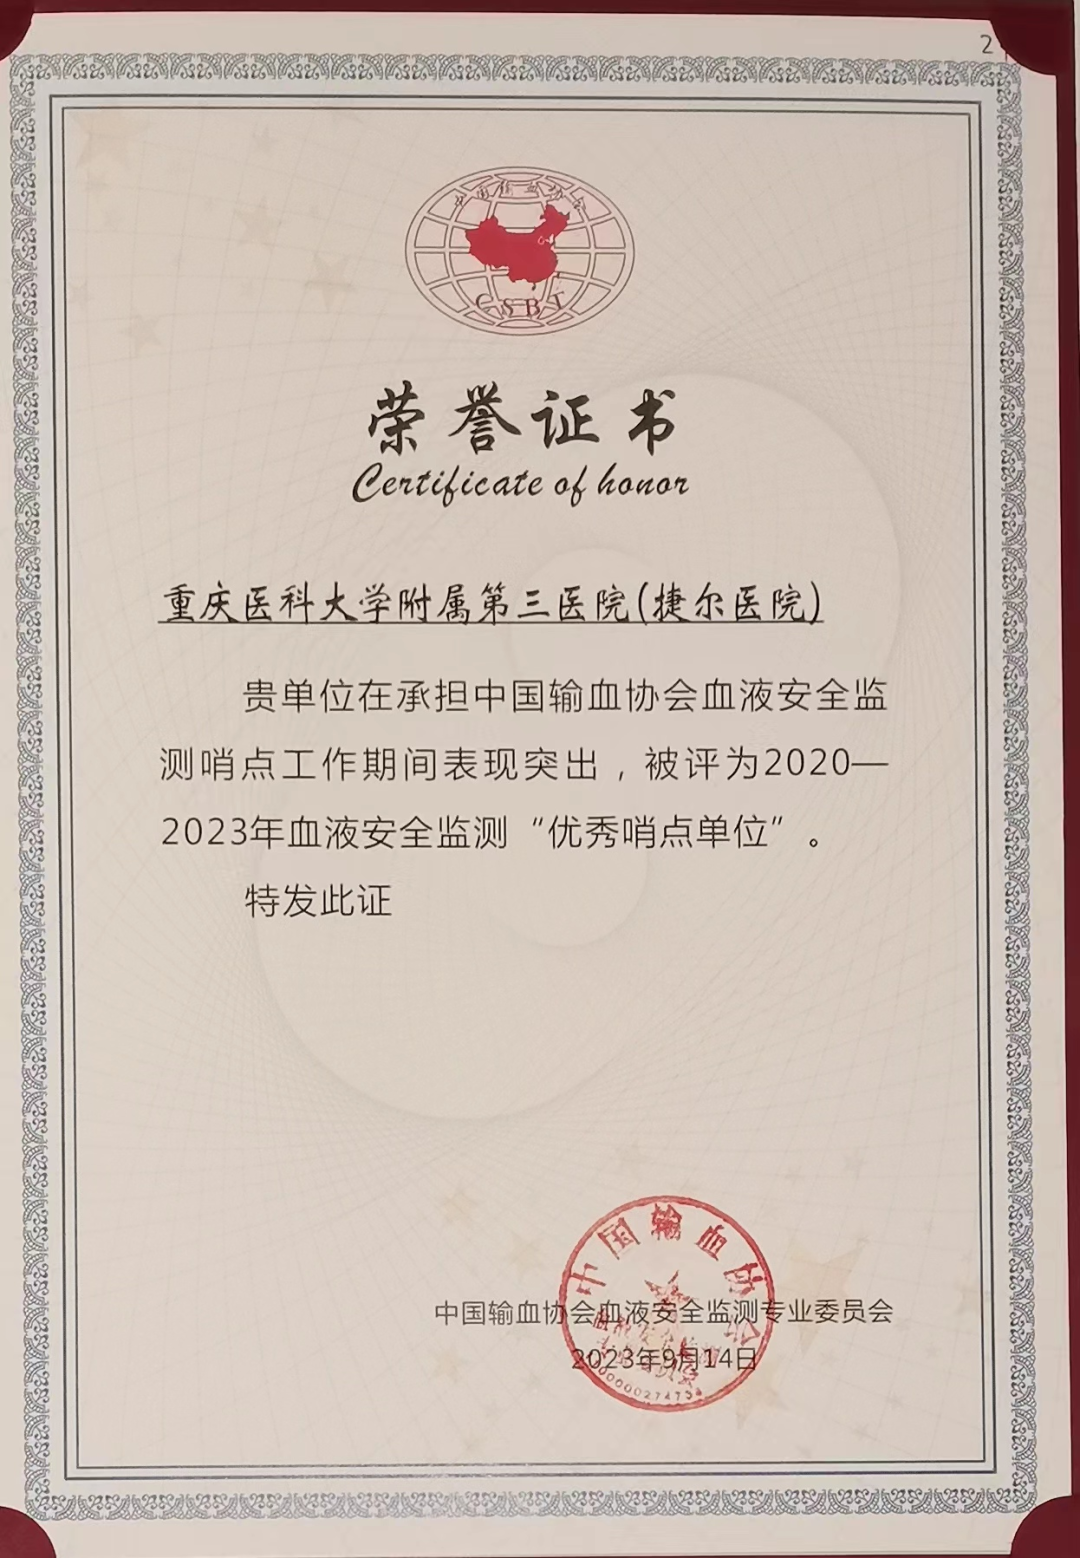 2
中国输血协会
CSBT
荣誉证书
Certificate of honor
重庆医科大学附属第三医院(捷尔医院)
贵单位在承担中国输血协会血液安全监
测哨点工作期间表现突出，被评为2020—
2023年血液安全监测“优秀哨点单位”。
特发此证
中国输血协会
中国输血协会血液安全监测专业委员会
2023年9月14日